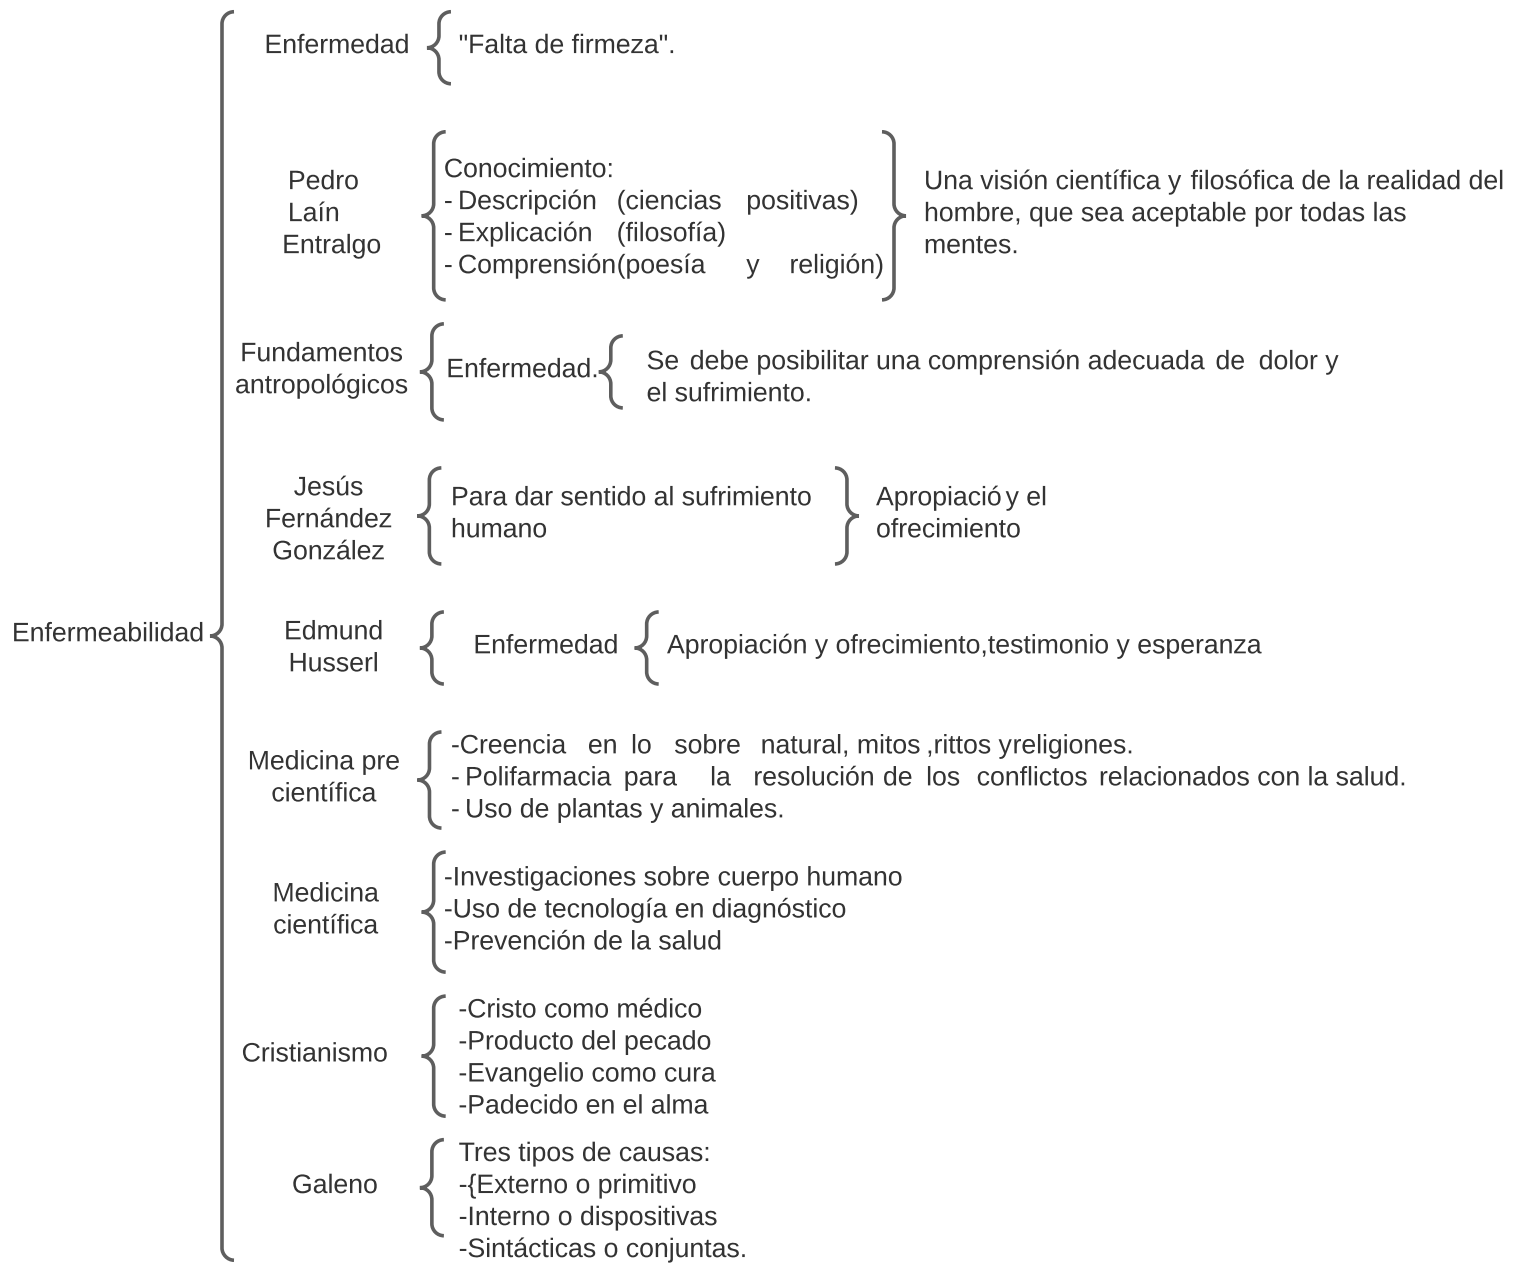 Enfermeabilidad
Enfermedad
"Falta de firmeza".
Pedro
Laín
Entralgo
Conocimiento:
- Descripción (ciencias positivas)
- Explicación (filosofía)
- Comprensión(poesía y religión)
Una visión científica y filosófica de la realidad del
hombre, que sea aceptable por todas las
mentes.
Fundamentos
antropológicos
Enfermedad.
Se debe posibilitar una comprensión adecuada de dolor y
el sufrimiento.
Jesús
Fernández
González
Para dar sentido al sufrimiento
humano
Apropiació y el
ofrecimiento
Edmund
Husserl
Enfermedad
Apropiación y ofrecimiento,testimonio y esperanza
Medicina pre
científica
-Creencia en lo sobre natural, mitos ,rittos yreligiones.
- Polifarmacia para la resolución de los conflictos relacionados con la salud.
- Uso de plantas y animales.
Medicina
científica
-Investigaciones sobre cuerpo humano
-Uso de tecnología en diagnóstico
-Prevención de la salud
Cristianismo
-Cristo como médico
-Producto del pecado
-Evangelio como cura
-Padecido en el alma
Galeno
Tres tipos de causas:
-{Externo o primitivo
-Interno o dispositivas
-Sintácticas o conjuntas.